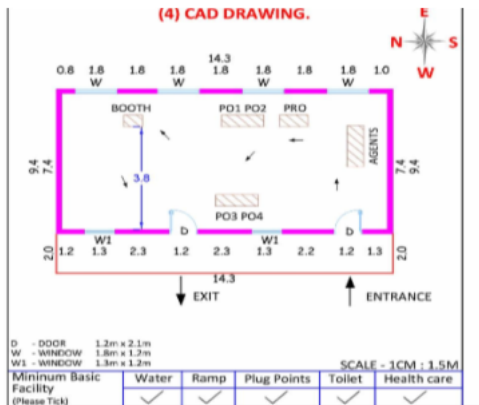 (4) CAD DRAWING.
E
N S
W
14.3
0.8 1.8 1.8 1.8 1.8 1.8 1.8 1.8 1.0
W W W W
BOOTH PO1 PO2 PRO
AGENTS
9.4 7.4 7.4 9.4
3.8
PO3 PO4
D D
W1 W1
2.0 1.2 1.3 2.3 1.2 2.3 1.3 2.2 1.2 1.3 2.0
14.3
EXIT ENTRANCE
D - DOOR 1.2m x 2.1m
W - WINDOW 1.8m x 1.2m
W1 - WINDOW 1.3m x 1.2m
SCALE - 1CM : 1.5M
Mininum Basic Water Ramp Plug Points Toilet Health care
Facility
(Please Tick)